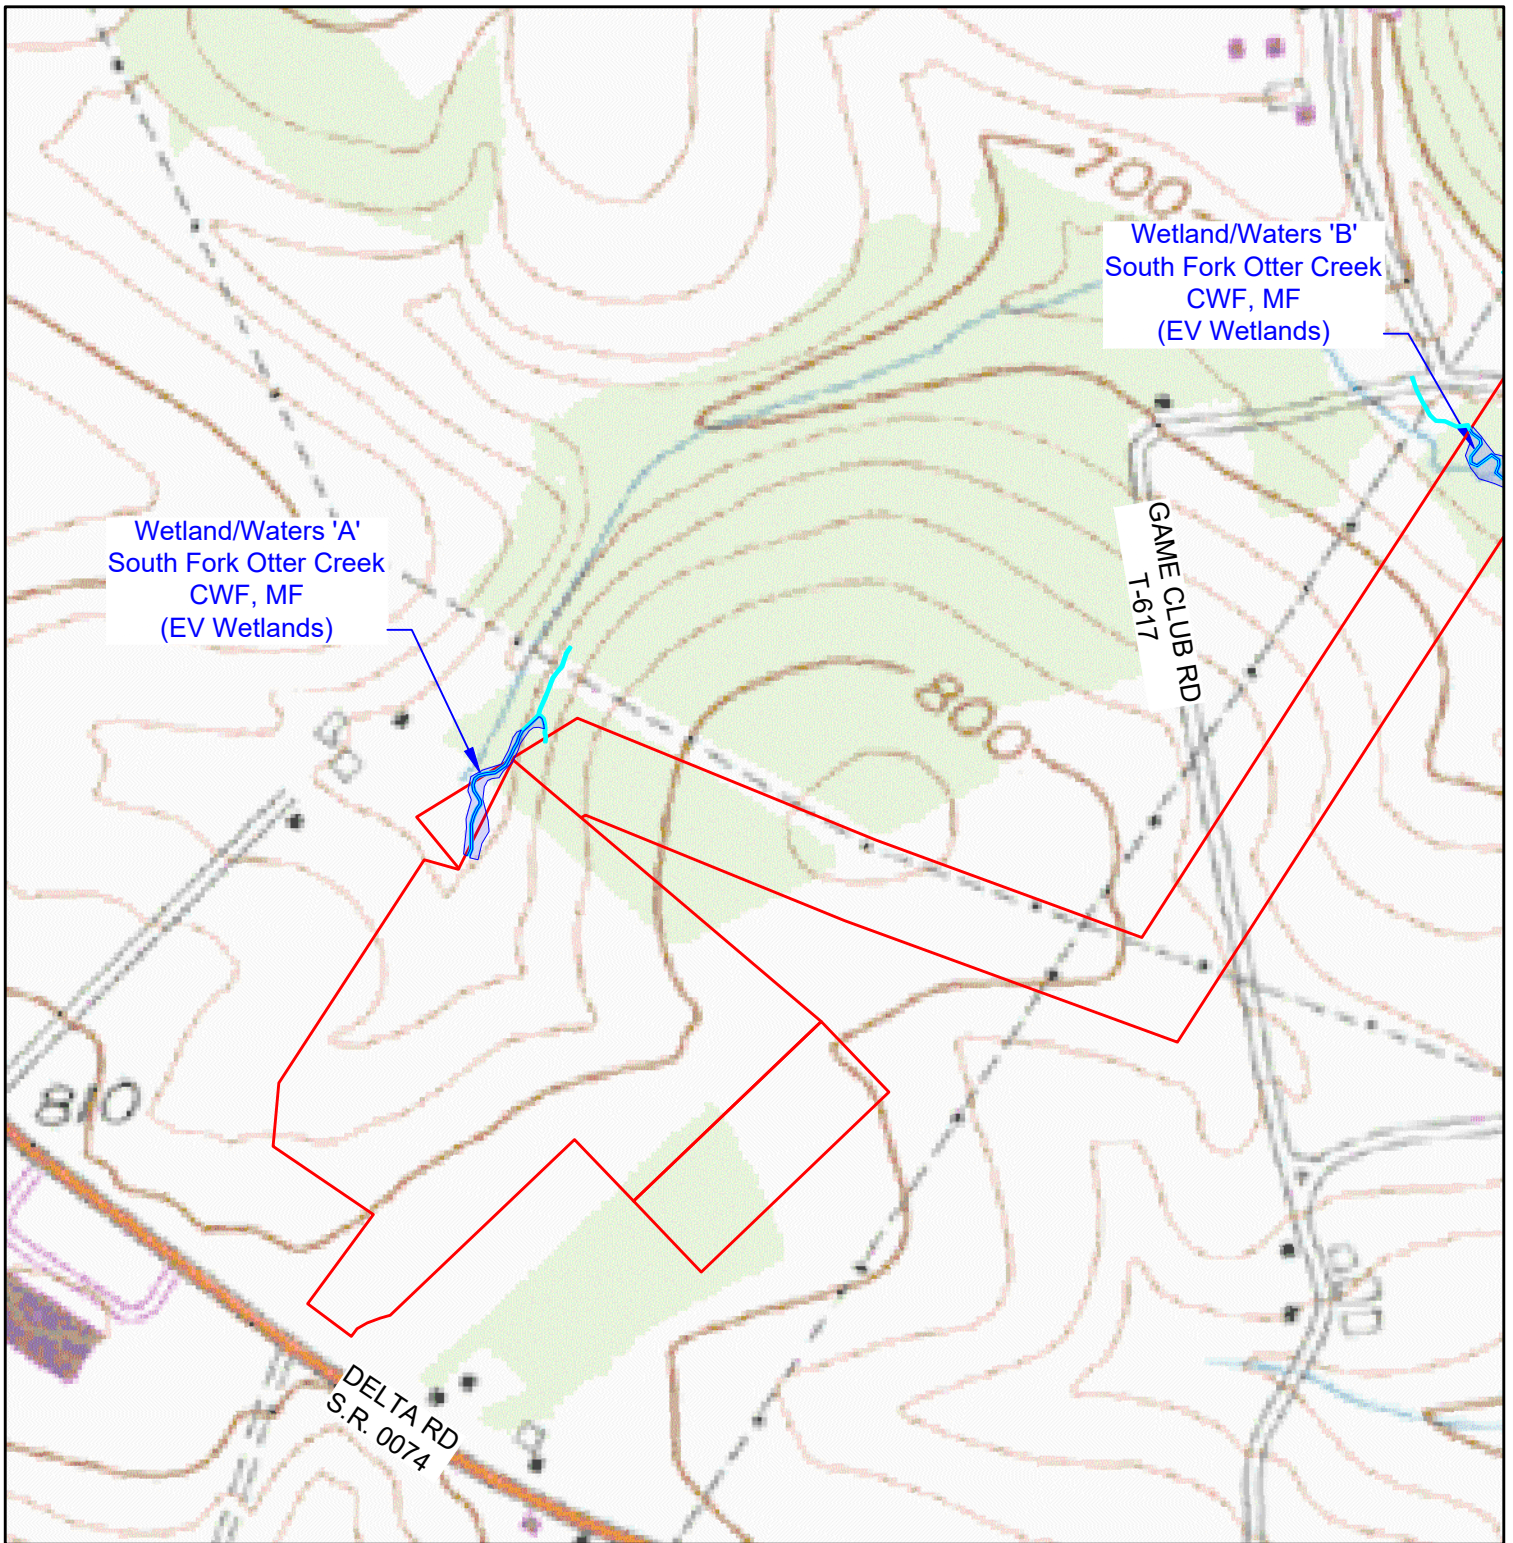 700
Wetland/Waters 'B'
South Fork Otter Creek
CWF, MF
(EV Wetlands)
Wetland/Waters 'A'
South Fork Otter Creek
CWF, MF
(EV Wetlands)
GAME CLUB RD
T-617
800
810
DELTA RD
S.R. 0074